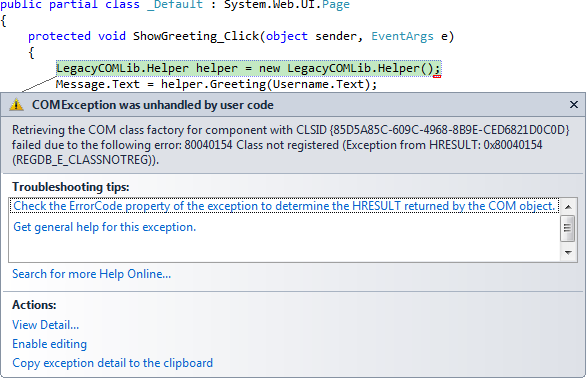 public partial class _Default : System.Web.UI.Page
{
protected void ShowGreeting_Click(object sender, EventArgs e)
{
LegacyCOMLib.Helper helper = new LegacyCOMLib.Helper();
Message.Text = helper.Greeting(Username.Text);
COMException was unhandled by user code
Retrieving the COM class factory for component with CLSID {85D5A85C-609C-4968-8B9E-CED6821D0C0D}
failed due to the following error: 80040154 Class not registered (Exception from HRESULT: 0x80040154
(REGDB_E_CLASSNOTREG)).
Troubleshooting tips:
Check the ErrorCode property of the exception to determine the HRESULT returned by the COM object.
Get general help for this exception.
Search for more Help Online...
Actions:
View Detail...
Enable editing
Copy exception detail to the clipboard